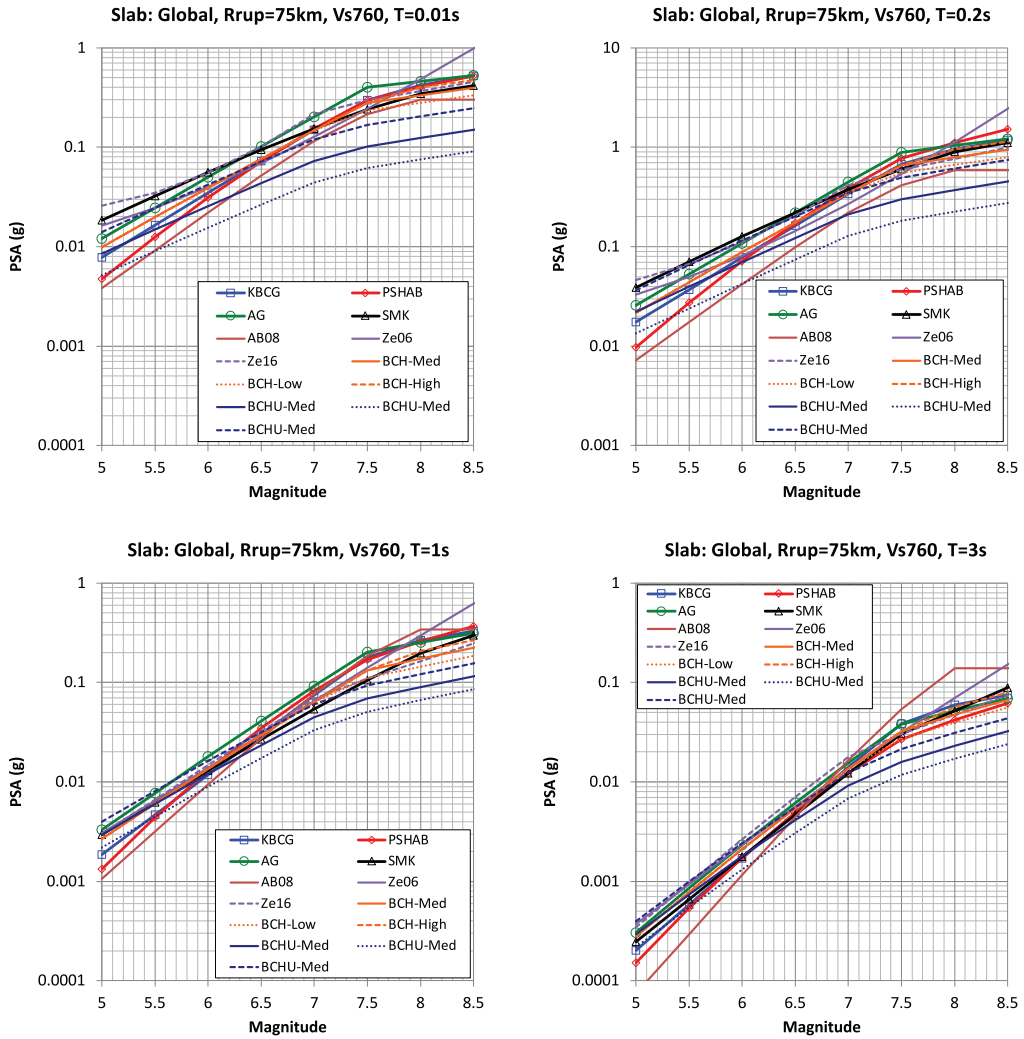 Slab: Global, Rrup=75km, Vs760, T=0.01s
PSA (g)
1
0.1
0.01
0.001
0.0001
KBCG PSHAB
AG SMK
AB08 Ze06
Ze16 BCH-Med
BCH-Low BCH-High
BCHU-Med BCHU-Med
BCHU-Med
5 5.5 6 6.5 7 7.5 8 8.5
Magnitude
Slab: Global, Rrup=75km, Vs760, T=0.2s
PSA (g)
10
1
0.1
0.01
0.001
0.0001
KBCG PSHAB
AG SMK
AB08 Ze06
Ze16 BCH-Med
BCH-Low BCH-High
BCHU-Med BCHU-Med
BCHU-Med
5 5.5 6 6.5 7 7.5 8 8.5
Magnitude
Slab: Global, Rrup=75km, Vs760, T=1s
PSA (g)
1
0.1
0.01
0.001
0.0001
KBCG PSHAB
AG SMK
AB08 Ze06
Ze16 BCH-Med
BCH-Low BCH-High
BCHU-Med BCHU-Med
BCHU-Med
5 5.5 6 6.5 7 7.5 8 8.5
Magnitude
Slab: Global, Rrup=75km, Vs760, T=3s
PSA (g)
1
0.1
0.01
0.001
0.0001
KBCG PSHAB
AG SMK
AB08 Ze06
Ze16 BCH-Med
BCH-Low BCH-High
BCHU-Med BCHU-Med
BCHU-Med
5 5.5 6 6.5 7 7.5 8 8.5
Magnitude